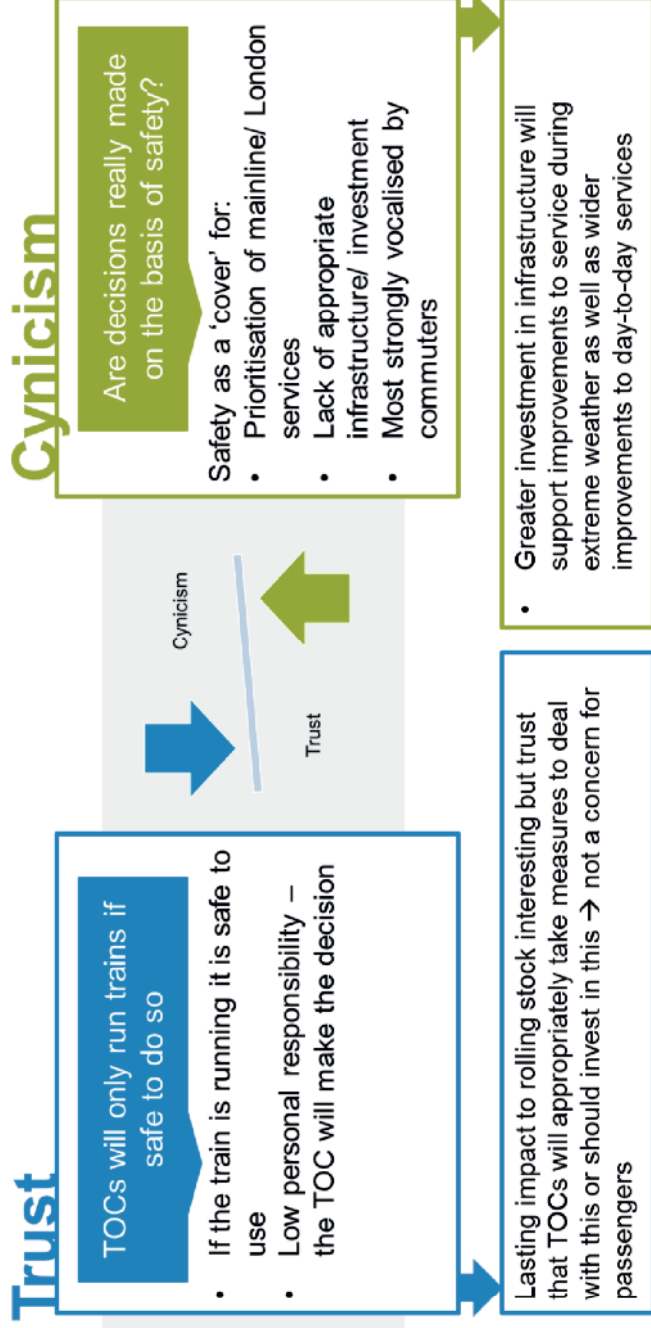 Trust
TOCs will only run trains if
safe to do so
• If the train is running it is safe to
use
• Low personal responsibility –
the TOC will make the decision
Lasting impact to rolling stock interesting but trust
that TOCs will appropriately take measures to deal
with this or should invest in this → not a concern for
passengers
Cynicism
Trust
Cynicism
Are decisions really made
on the basis of safety?
Safety as a ‘cover’ for:
• Prioritisation of mainline/ London
services
• Lack of appropriate
infrastructure/ investment
• Most strongly vocalised by
commuters
• Greater investment in infrastructure will
support improvements to service during
extreme weather as well as wider
improvements to day-to-day services